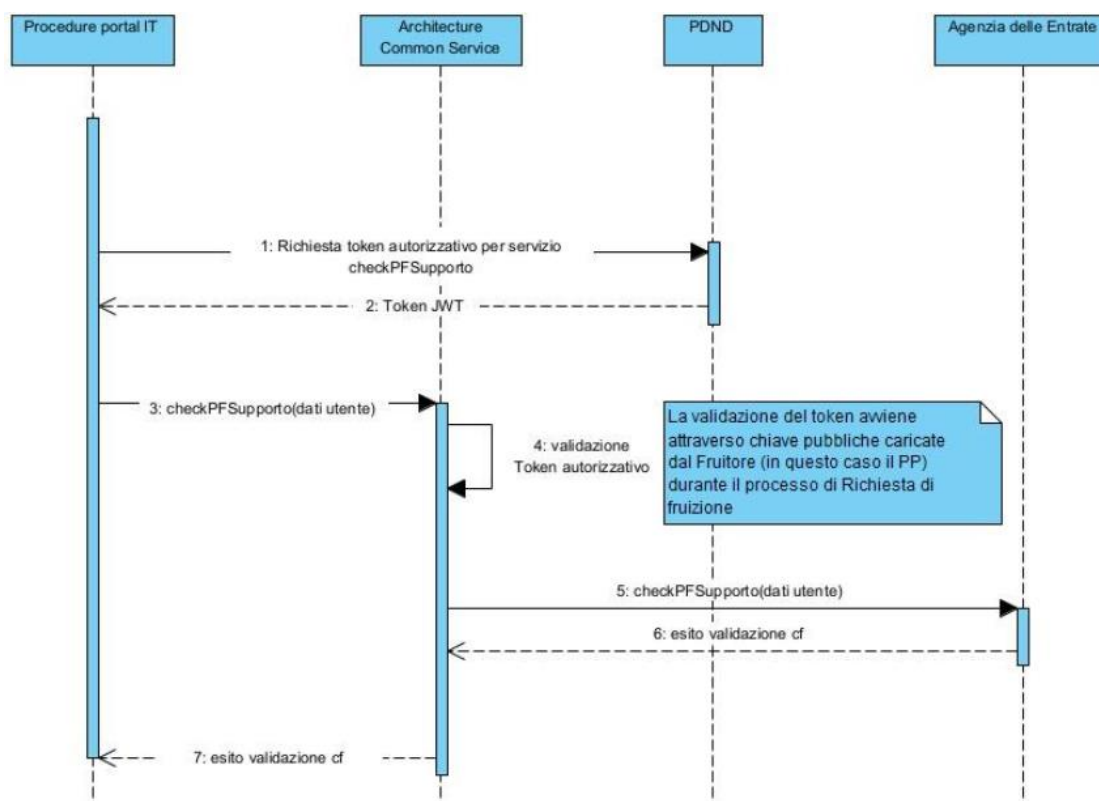 Procedure portal IT
Architecture
Common Service
PDND
Agenzia delle Entrate
1: Richiesta token autorizzativo per servizio
checkPFSupporto
2: Token JWT
3: checkPFSupporto(dati utente)
4: validazione
Token autorizzativo
La validazione del token avviene
attraverso chiave pubbliche caricate
dal Fruitore (in questo caso il PP)
durante il processo di Richiesta di
fruizione
5: checkPFSupporto(dati utente)
6: esito validazione cf
7: esito validazione cf